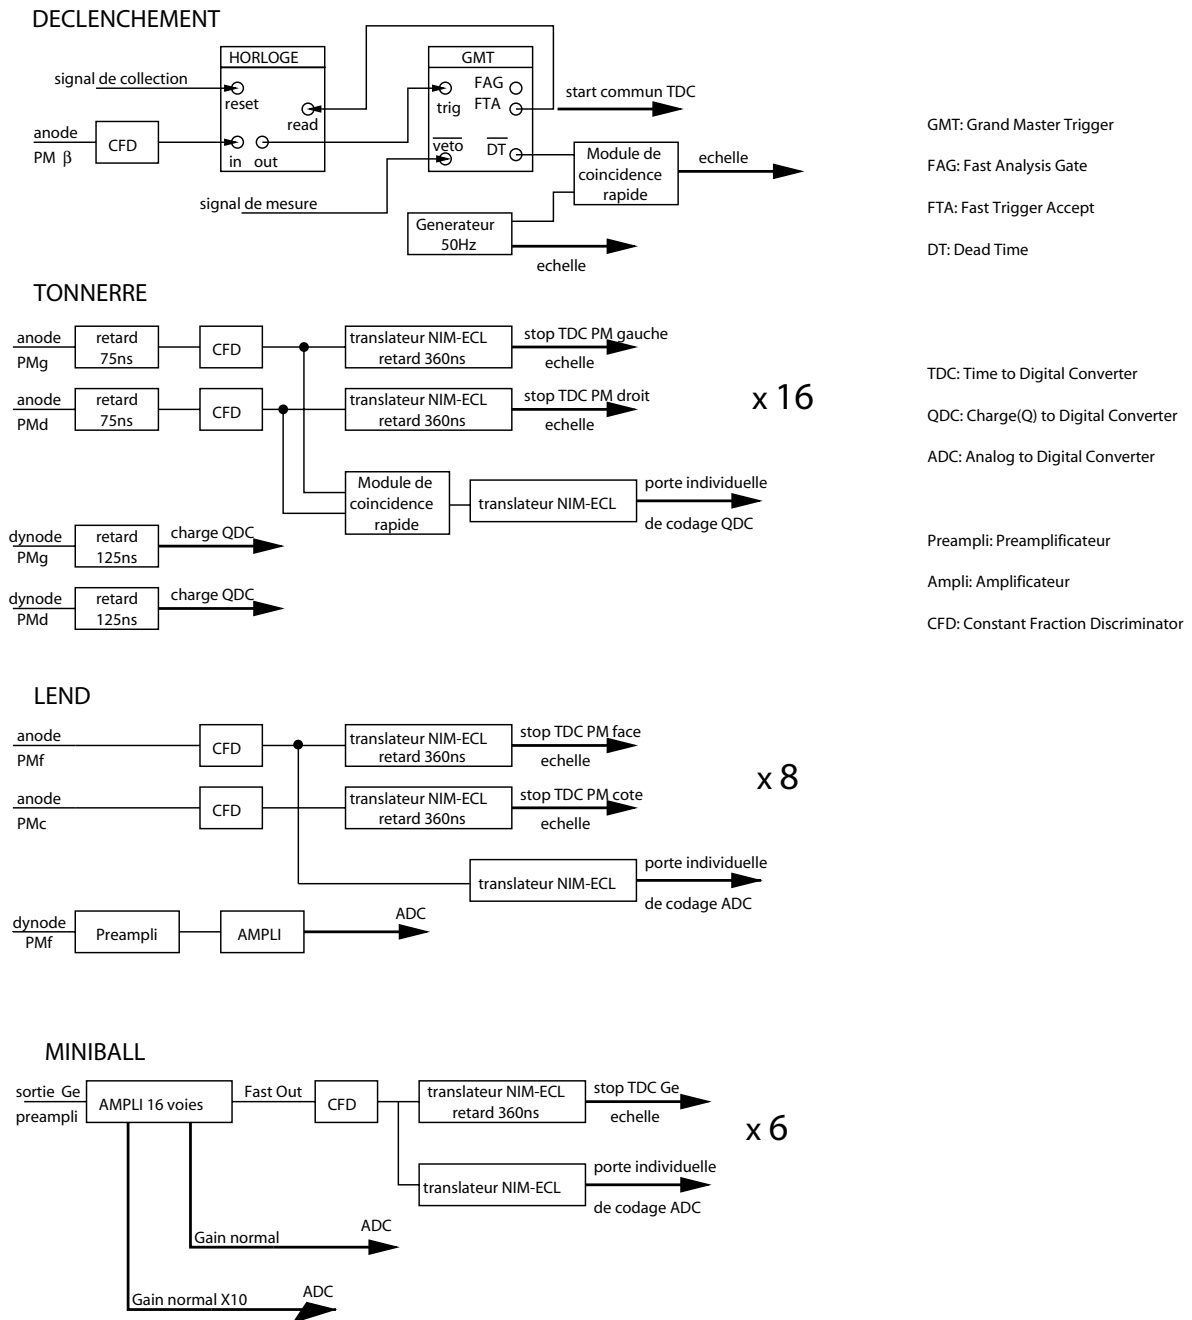 DECLENCHEMENT
HORLOGE
GMT
signal de collection
reset
read
trig
FAG
FTA
start commun TDC
anode
PM β
CFD
in out
veto
DT
Module de
coincidence
rapide
echelle
signal de mesure
Generateur
50Hz
echelle
GMT: Grand Master Trigger
FAG: Fast Analysis Gate
FTA: Fast Trigger Accept
DT: Dead Time
TONNERRE
anode
PMg
retard
75ns
CFD
translateur NIM-ECL
retard 360ns
stop TDC PM gauche
echelle
anode
PMd
retard
75ns
CFD
translateur NIM-ECL
retard 360ns
stop TDC PM droit
echelle
x 16
Module de
coincidence
rapide
translateur NIM-ECL
porte individuelle
de codage QDC
dynode
PMg
retard
125ns
charge QDC
dynode
PMd
retard
125ns
charge QDC
TDC: Time to Digital Converter
QDC: Charge(Q) to Digital Converter
ADC: Analog to Digital Converter
Preampli: Preamplificateur
Ampli: Amplificateur
CFD: Constant Fraction Discriminator
LEND
anode
PMf
CFD
translateur NIM-ECL
retard 360ns
stop TDC PM face
echelle
anode
PMc
CFD
translateur NIM-ECL
retard 360ns
stop TDC PM cote
echelle
x 8
translateur NIM-ECL
porte individuelle
de codage ADC
dynode
PMf
Preampli
AMPLI
ADC
MINIBALL
sortie Ge
preampli
AMPLI 16 voies
Fast Out
CFD
translateur NIM-ECL
retard 360ns
stop TDC Ge
echelle
x 6
translateur NIM-ECL
porte individuelle
de codage ADC
Gain normal
ADC
Gain normal X10
ADC